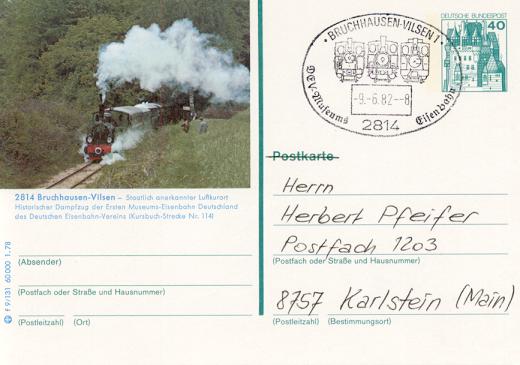 BRUCHHAUSEN-VILSEN 1
DEV-Museums Eisenbahn
-9.-6.82--8
2814
DEUTSCHE BUNDESPOST
40
2814 Bruchhausen-Vilsen – Staatlich anerkannter Luftkurort
Historischer Dampfzug der Ersten Museums-Eisenbahn Deutschland
des Deutschen Eisenbahn-Vereins (Kursbuch-Strecke Nr. 114)
f 9/131 60 000 1.78
(Absender)
(Postfach oder Straße und Hausnummer)
(Postleitzahl) (Ort)
Postkarte
Herrn
Herbert Pfeifer
Postfach 1203
(Postfach oder Straße und Hausnummer)
8757 Karlstein (Main)
(Postleitzahl) (Bestimmungsort)